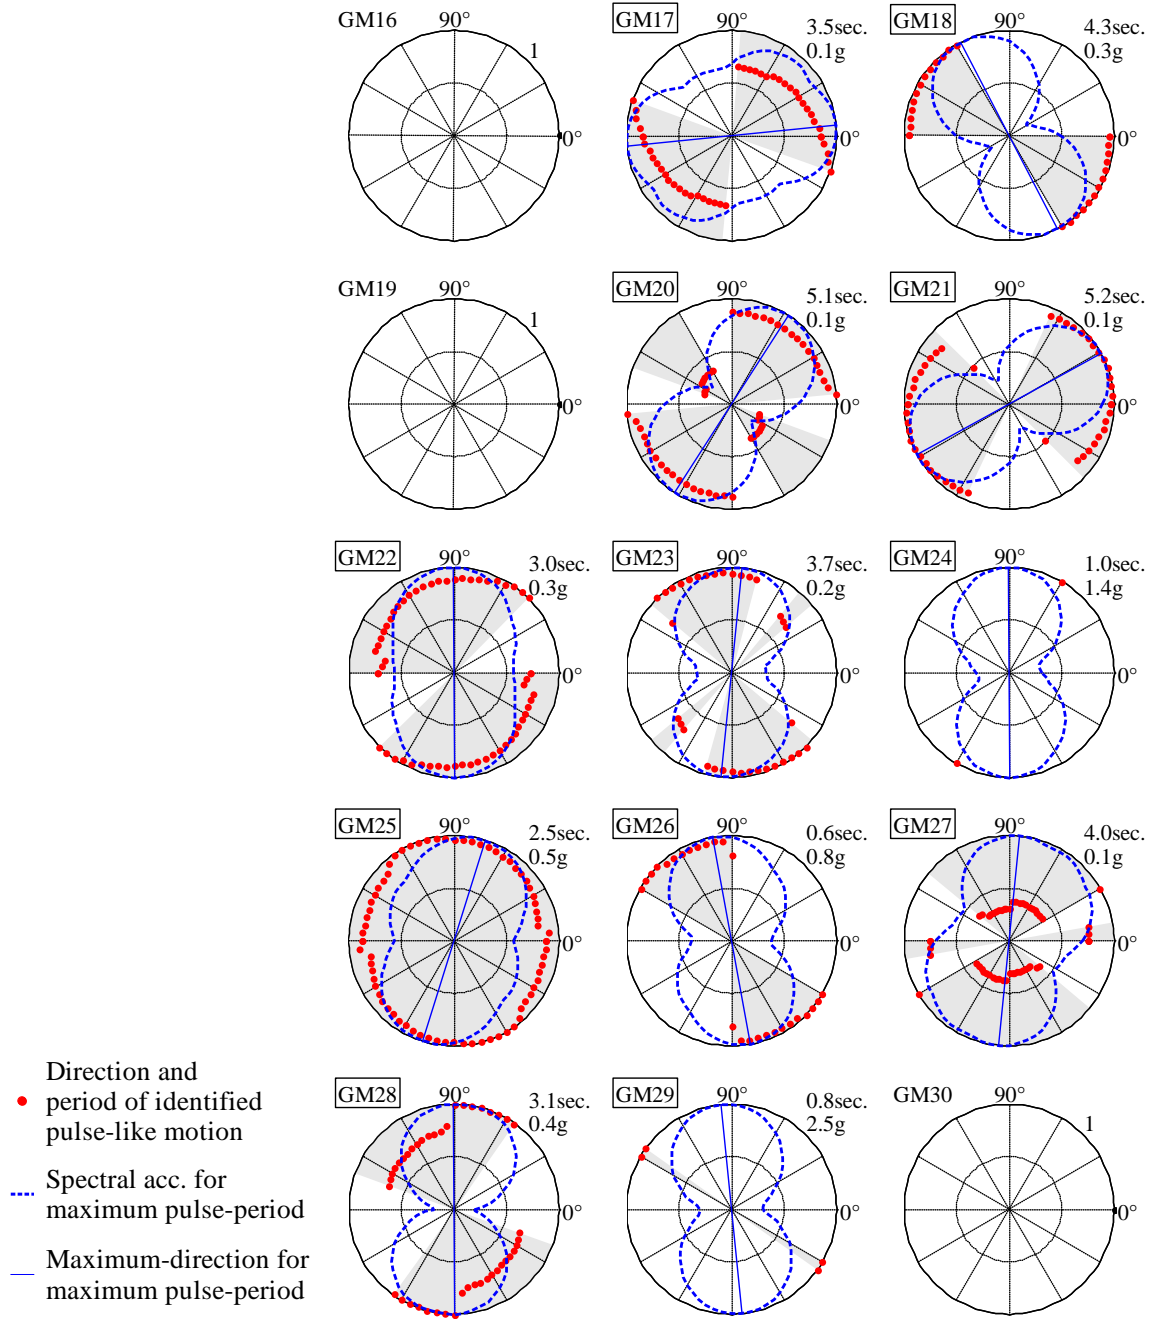 GM16
90°
1
0°
GM17
90°
3.5sec.
0.1g
0°
GM18
90°
4.3sec.
0.3g
0°
GM19
90°
1
0°
GM20
90°
5.1sec.
0.1g
0°
GM21
90°
5.2sec.
0.1g
0°
GM22
90°
3.0sec.
0.3g
0°
GM23
90°
3.7sec.
0.2g
0°
GM24
90°
1.0sec.
1.4g
0°
GM25
90°
2.5sec.
0.5g
0°
GM26
90°
0.6sec.
0.8g
0°
GM27
90°
4.0sec.
0.1g
0°
GM28
90°
3.1sec.
0.4g
0°
GM29
90°
0.8sec.
2.5g
0°
GM30
90°
1
0°
Direction and
period of identified
pulse-like motion
Spectral acc. for
maximum pulse-period
Maximum-direction for
maximum pulse-period